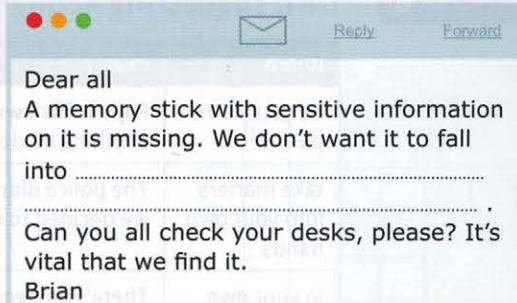 Reply Forward
Dear all
A memory stick with sensitive information
on it is missing. We don't want it to fall
into ................................................
................................................ .
Can you all check your desks, please? It's
vital that we find it.
Brian